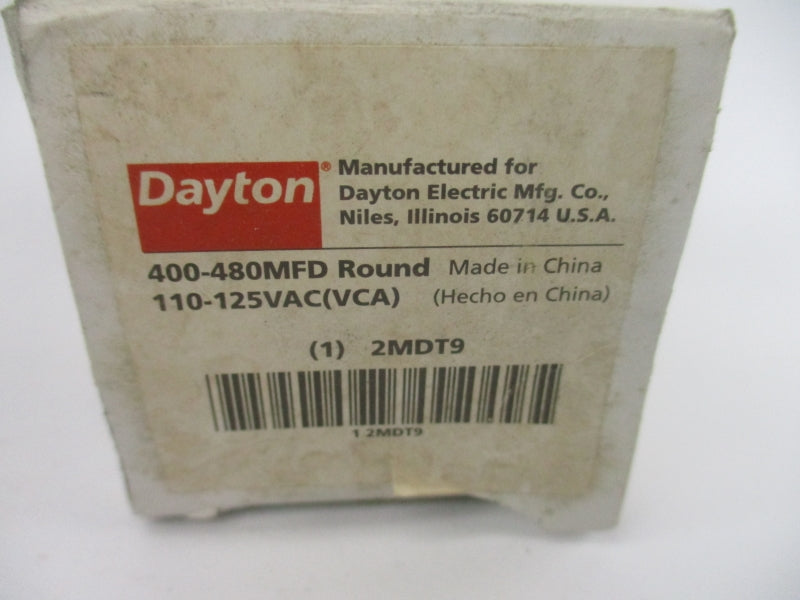 Dayton®
Manufactured for
Dayton Electric Mfg. Co.,
Niles, Illinois 60714 U.S.A.
400-480MFD Round Made in China
110-125VAC(VCA) (Hecho en China)
(1) 2MDT9
1 2MDT9